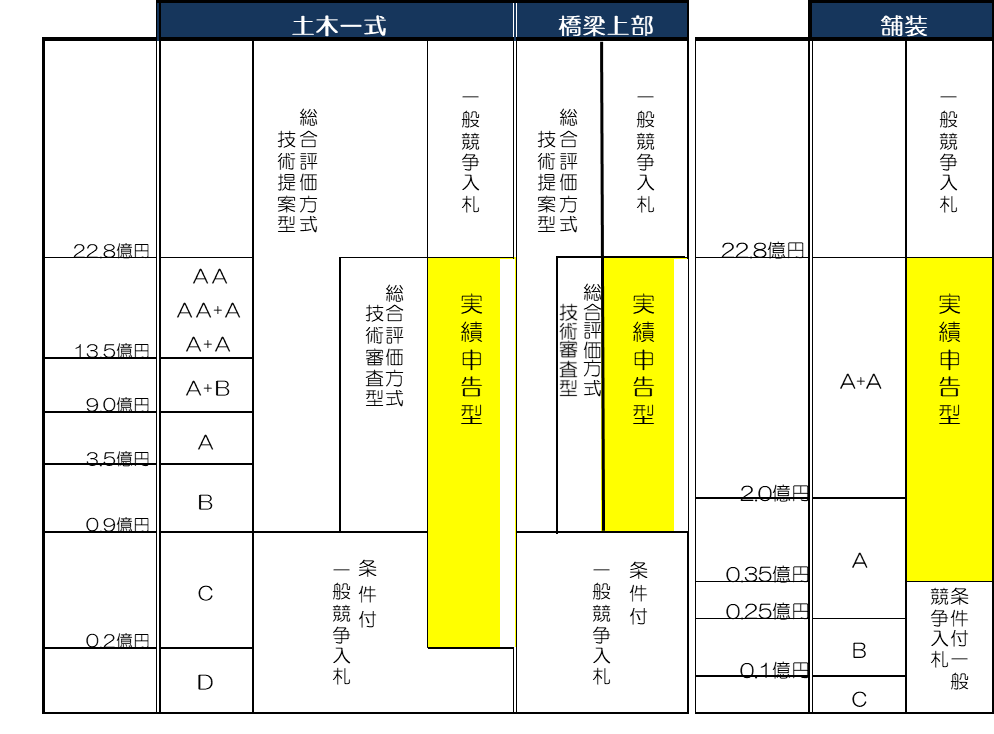 土木一式
橋梁上部
舗装
22.8億円
13.5億円
9.0億円
3.5億円
0.9億円
0.2億円
AA
AA+A
A+A
A+B
A
B
C
D
総合評価方式
技術提案型
総合評価方式
技術審査型
一般競争入札
実績申告型
条件付
一般競争入札
総合評価方式
技術提案型
総合評価方式
技術審査型
一般競争入札
実績申告型
条件付
一般競争入札
22.8億円
2.0億円
0.35億円
0.25億円
0.1億円
A+A
A
B
C
一般競争入札
実績申告型
条件付一般
競争入札